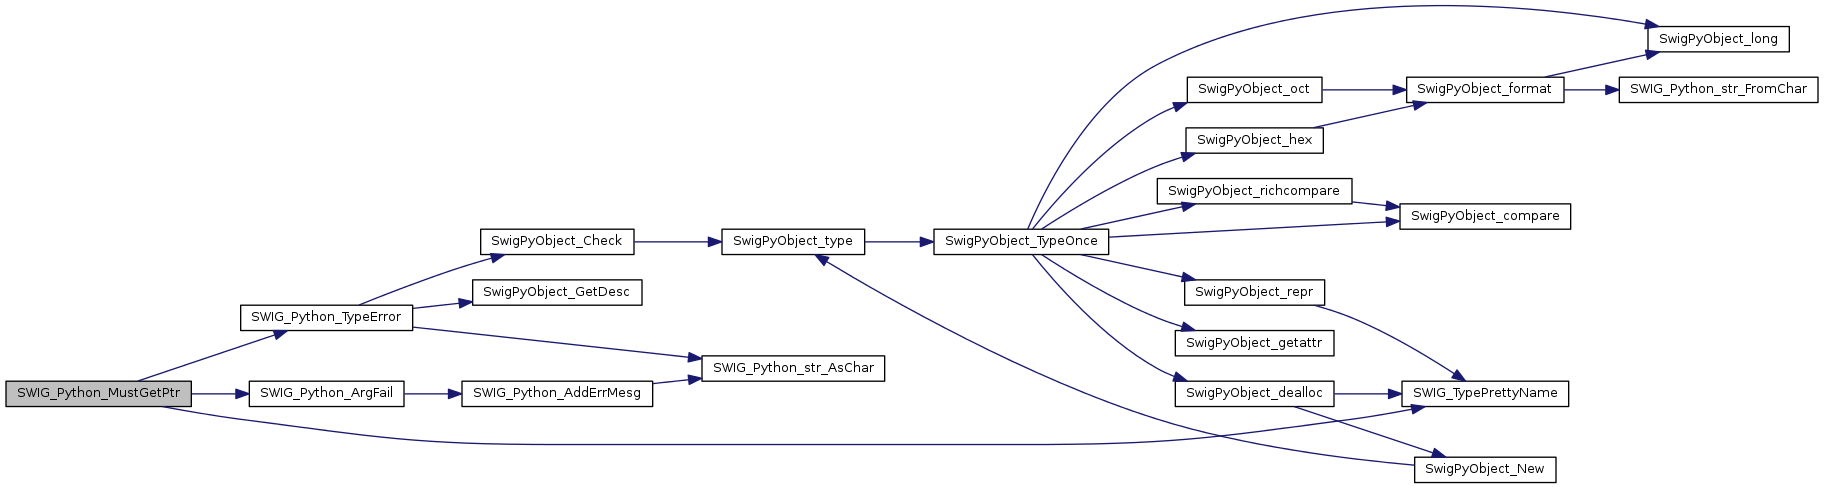 SWIG_Python_MustGetPtr
SWIG_Python_TypeError
SWIG_Python_ArgFail
SwigPyObject_Check
SwigPyObject_GetDesc
SWIG_Python_AddErrMesg
SWIG_Python_str_AsChar
SwigPyObject_type
SwigPyObject_TypeOnce
SwigPyObject_oct
SwigPyObject_hex
SwigPyObject_richcompare
SwigPyObject_repr
SwigPyObject_getattr
SwigPyObject_dealloc
SwigPyObject_format
SwigPyObject_compare
SWIG_TypePrettyName
SwigPyObject_New
SwigPyObject_long
SWIG_Python_str_FromChar